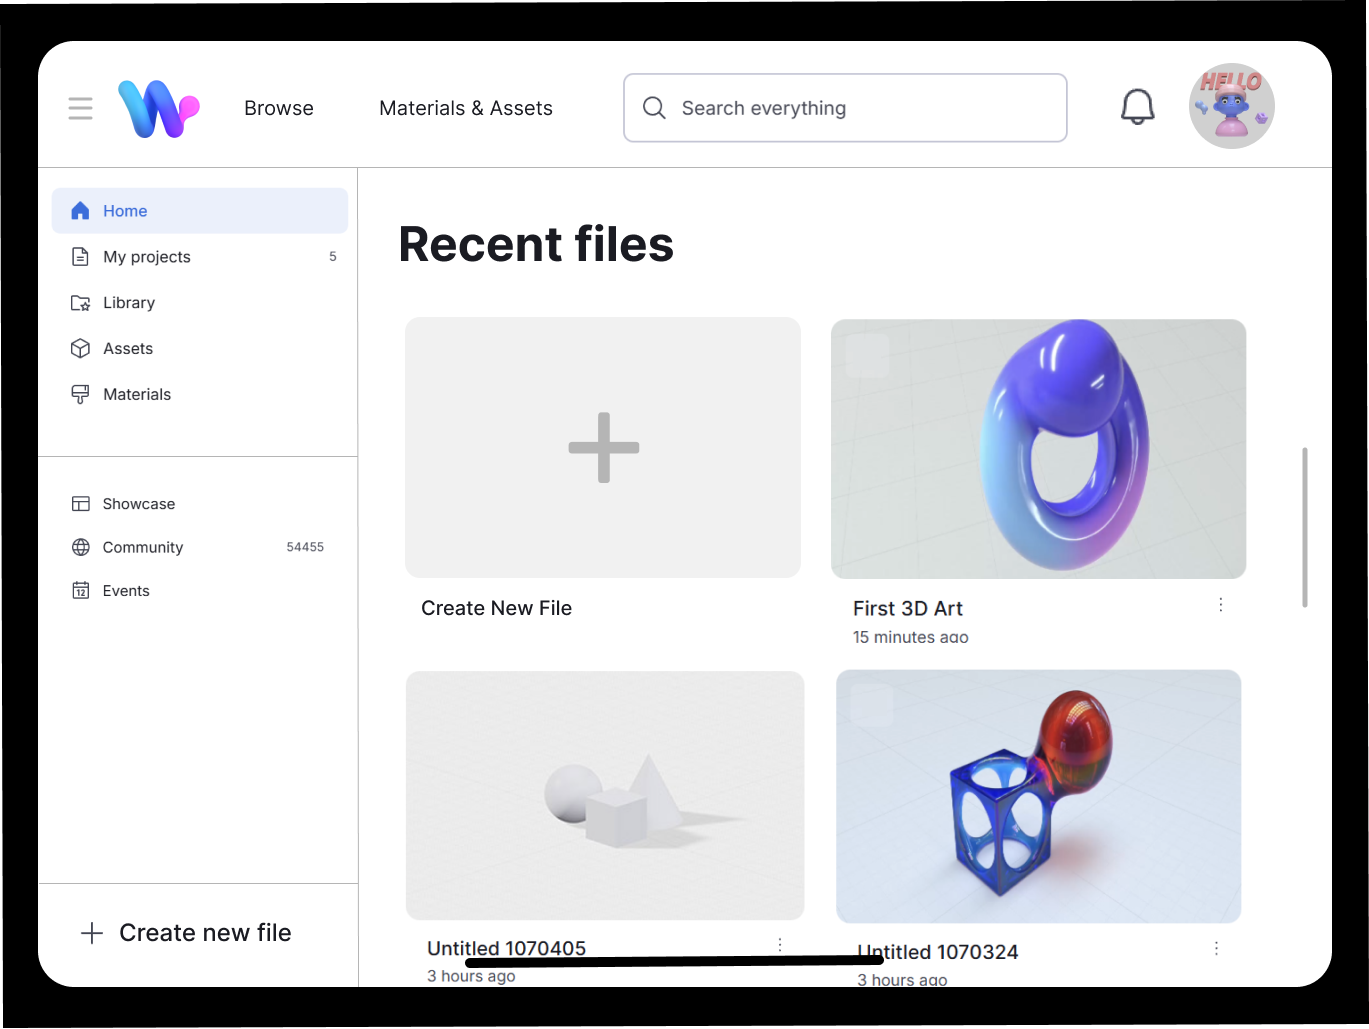 Browse
Materials & Assets
Search everything
HELLO
Home
My projects 5
Library
Assets
Materials
Showcase
Community 54455
12 Events
Create new file
Recent files
Create New File
First 3D Art
15 minutes ago
Untitled 1070405
3 hours ago
Untitled 1070324
3 hours ago